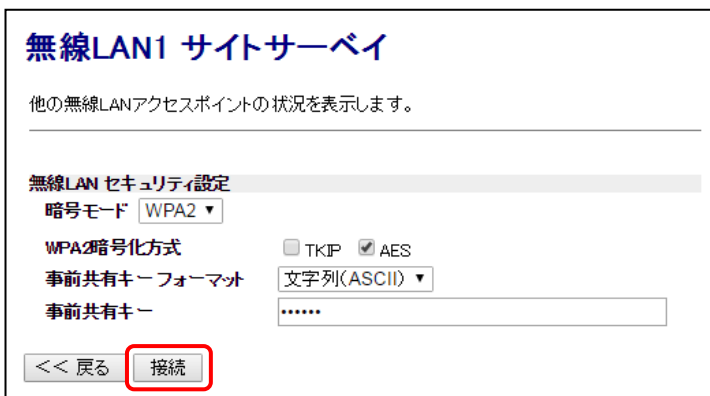 無線LAN1 サイトサーベイ
他の無線LANアクセスポイントの状況を表示します。
無線LAN セキュリティ設定
暗号モード WPA2 ▼
WPA2暗号化方式 TKIP AES
事前共有キーフォーマット 文字列(ASCII) ▼
事前共有キー ••••••
<< 戻る 接続